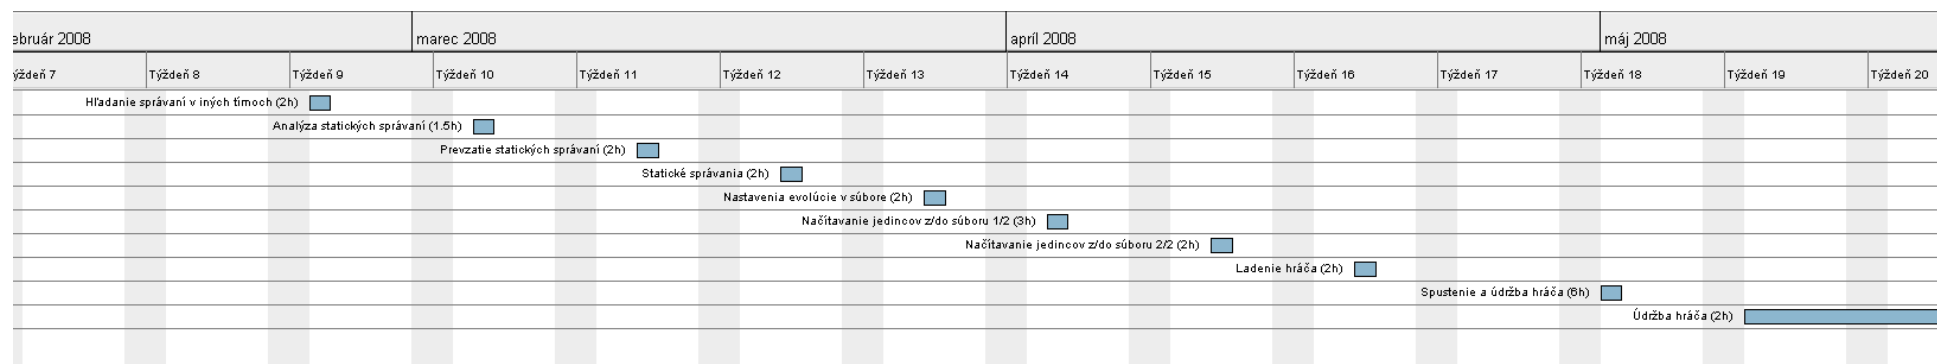 ebruár 2008 marec 2008 apríl 2008 máj 2008
ýždeň 7 Týždeň 8 Týždeň 9 Týždeň 10 Týždeň 11 Týždeň 12 Týždeň 13 Týždeň 14 Týždeň 15 Týždeň 16 Týždeň 17 Týždeň 18 Týždeň 19 Týždeň 20
Hľadanie správaní v iných tímoch (2h)
Analýza statických správaní (1.5h)
Prevzatie statických správaní (2h)
Statické správania (2h)
Nastavenia evolúcie v súbore (2h)
Načítavanie jedincov z/do súboru 1/2 (3h)
Načítavanie jedincov z/do súboru 2/2 (2h)
Ladenie hráča (2h)
Spustenie a údržba hráča (6h)
Údržba hráča (2h)